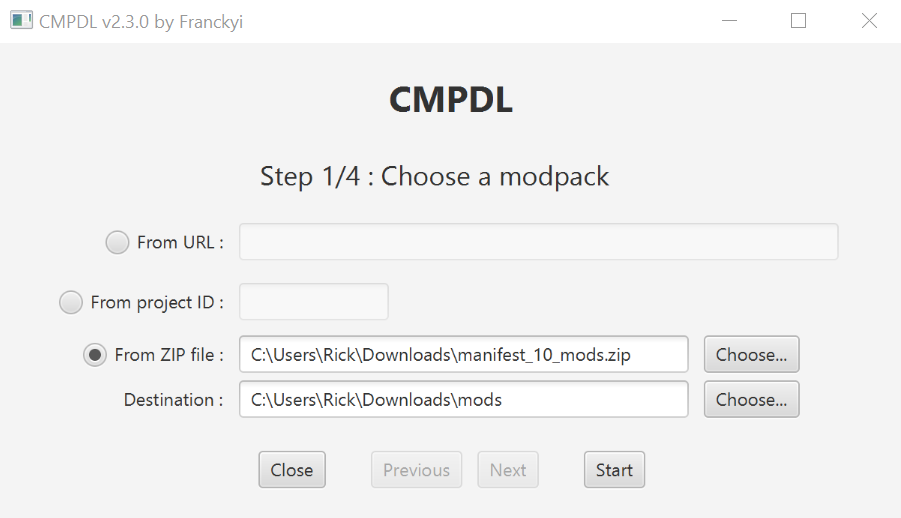 CMPDL v2.3.0 by Franckyi
CMPDL
Step 1/4 : Choose a modpack
From URL :
From project ID :
From ZIP file : C:\Users\Rick\Downloads\manifest_10_mods.zip Choose...
Destination : C:\Users\Rick\Downloads\mods Choose...
Close Previous Next Start